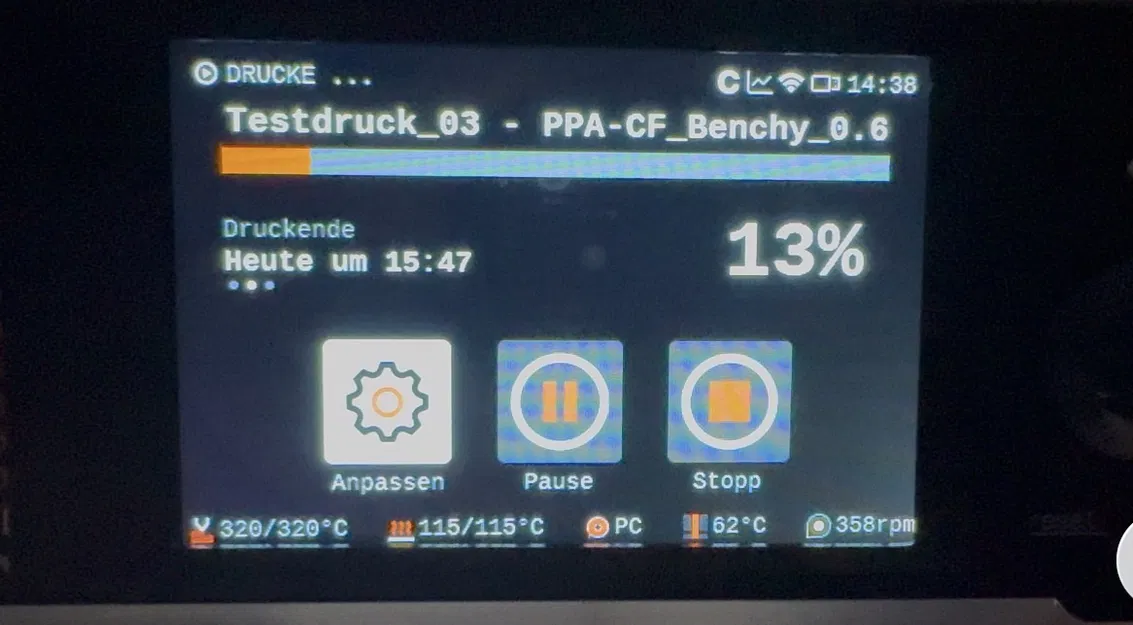 DRUCKE ... 14:38
Testdruck_03 - PPA-CF_Benchy_0.6
Druckende
Heute um 15:47
13%
Anpassen Pause Stopp
320/320°C 115/115°C PC 62°C 358rpm